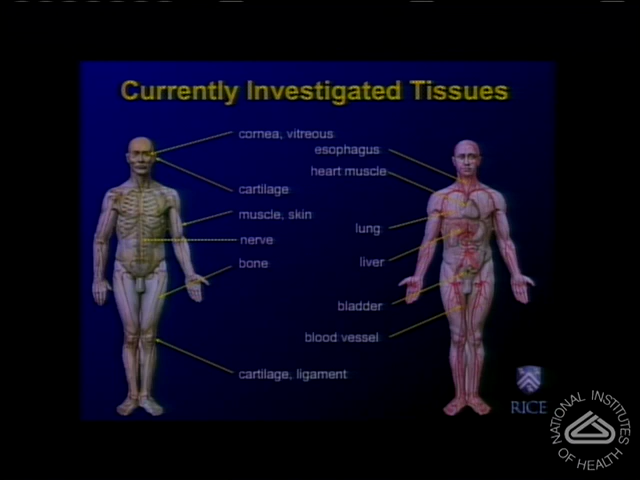 Currently Investigated Tissues
cornea, vitreous
cartilage
muscle, skin
nerve
bone
cartilage, ligament
esophagus
heart muscle
lung
liver
bladder
blood vessel
RICE
NATIONAL INSTITUTES
OF HEALTH